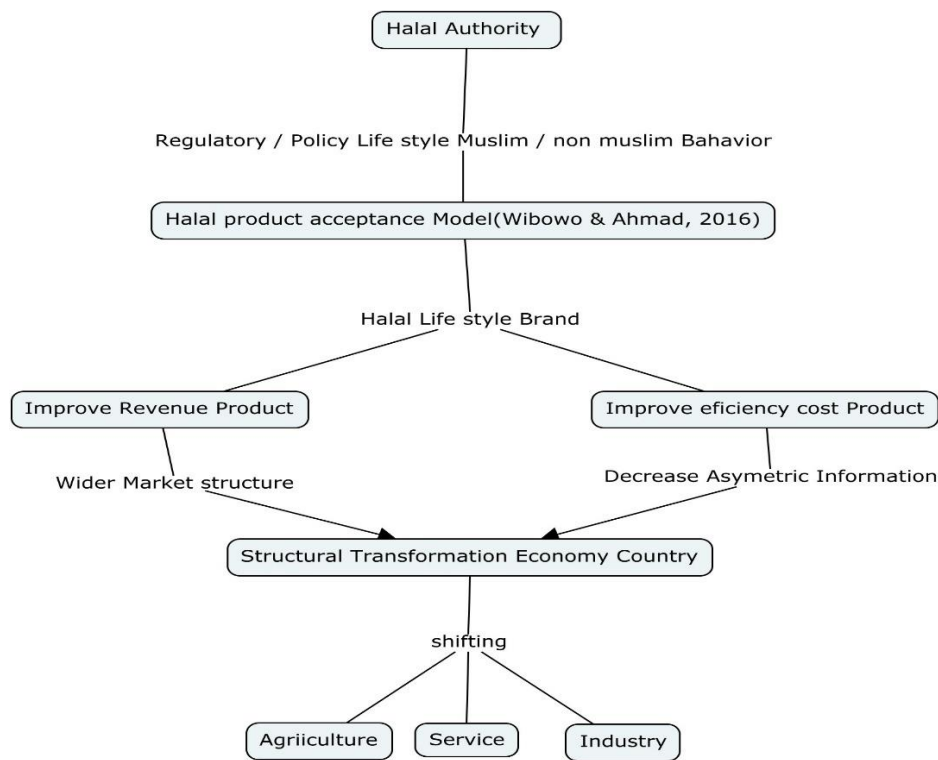 Halal Authority
Regulatory / Policy Life style Muslim / non muslim Bahavior
Halal product acceptance Model(Wibowo & Ahmad, 2016)
Halal Life style Brand
Improve Revenue Product
Improve eficiency cost Product
Wider Market structure
Decrease Asymetric Information
Structural Transformation Economy Country
shifting
Agriiculture
Service
Industry